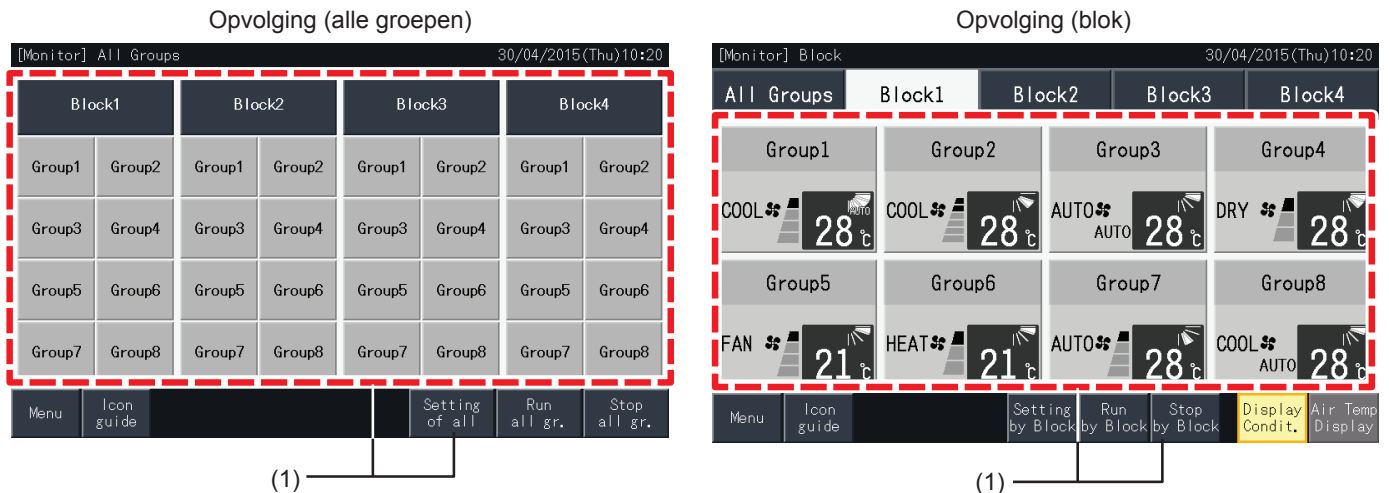 Opvolging (alle groepen)
[Monitor] All Groups 30/04/2015(Thu)10:20
Block1 Block2 Block3 Block4
Group1 Group2 Group1 Group2 Group1 Group2 Group1 Group2
Group3 Group4 Group3 Group4 Group3 Group4 Group3 Group4
Group5 Group6 Group5 Group6 Group5 Group6 Group5 Group6
Group7 Group8 Group7 Group8 Group7 Group8 Group7 Group8
Menu Icon guide Setting of all Run all gr. Stop all gr.
(1)
Opvolging (blok)
[Monitor] Block 30/04/2015(Thu)10:20
All Groups Block1 Block2 Block3 Block4
Group1 Group2 Group3 Group4
COOL AUTO 28℃ COOL 28℃ AUTO AUTO 28℃ DRY 28℃
Group5 Group6 Group7 Group8
FAN 21℃ HEAT 21℃ AUTO 28℃ COOL AUTO 28℃
Menu Icon guide Setting by Block Run by Block Stop by Block Display Condit. Air Temp Display
(1)